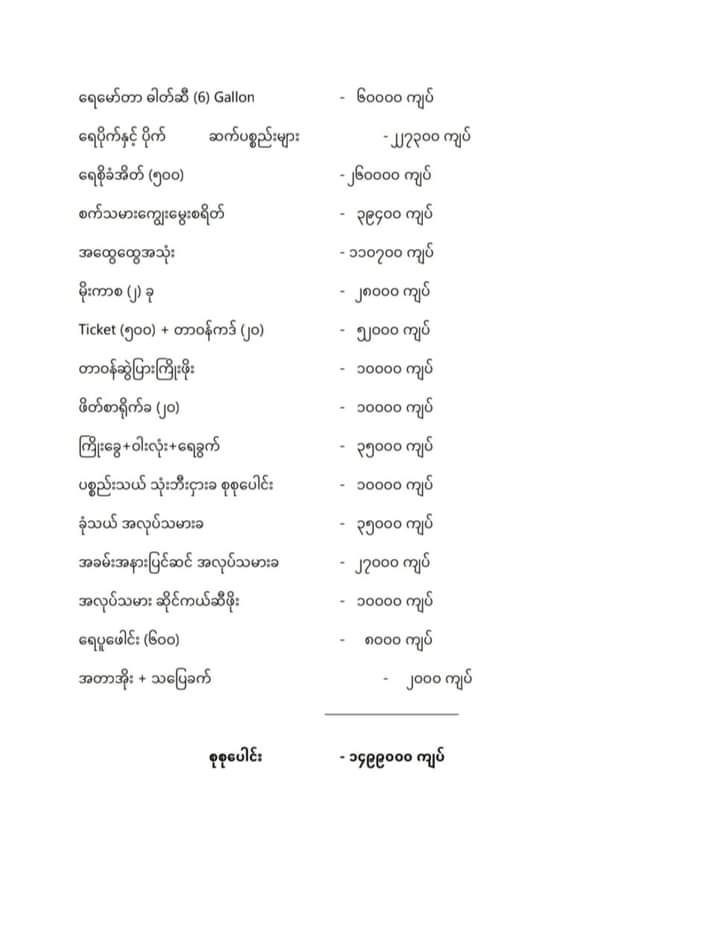 ရေမော်တာ ဓါတ်ဆီ (6) Gallon - ၆၀၀၀၀ ကျပ်
ရေပိုက်နှင့် ပိုက် ဆက်ပစ္စည်းများ - ၂၂၇၃၀၀ ကျပ်
ရေစိုခံအိတ် (၅၀၀) - ၂၆၀၀၀၀ ကျပ်
စက်သမားကျွေးမွေးစရိတ် - ၃၉၄၀၀ ကျပ်
အထွေထွေအသုံး - ၁၁၀၇၀၀ ကျပ်
မိုးကာစ (၂) ခု - ၂၈၀၀၀ ကျပ်
Ticket (၅၀၀) + တာဝန်ကဒ် (၂၀) - ၅၂၀၀၀ ကျပ်
တာဝန်ဆွဲပြားကြိုးဖိုး - ၁၀၀၀၀ ကျပ်
ဖိတ်စာရိုက်ခ (၂၀) - ၁၀၀၀၀ ကျပ်
ကြိုးခွေ+ဝါးလုံး+ရေခွက် - ၃၅၀၀၀ ကျပ်
ပစ္စည်းသယ် သုံးဘီးငှားခ စုစုပေါင်း - ၁၀၀၀၀ ကျပ်
ခုံသယ် အလုပ်သမားခ - ၃၅၀၀၀ ကျပ်
အခမ်းအနားပြင်ဆင် အလုပ်သမားခ - ၂၇၀၀၀ ကျပ်
အလုပ်သမား ဆိုင်ကယ်ဆီဖိုး - ၁၀၀၀၀ ကျပ်
ရေပူဖောင်း (၆၀၀) - ၈၀၀၀ ကျပ်
အတာအိုး + သပြေခက် - ၂၀၀၀ ကျပ်
စုစုပေါင်း - ၁၄၉၉၀၀၀ ကျပ်